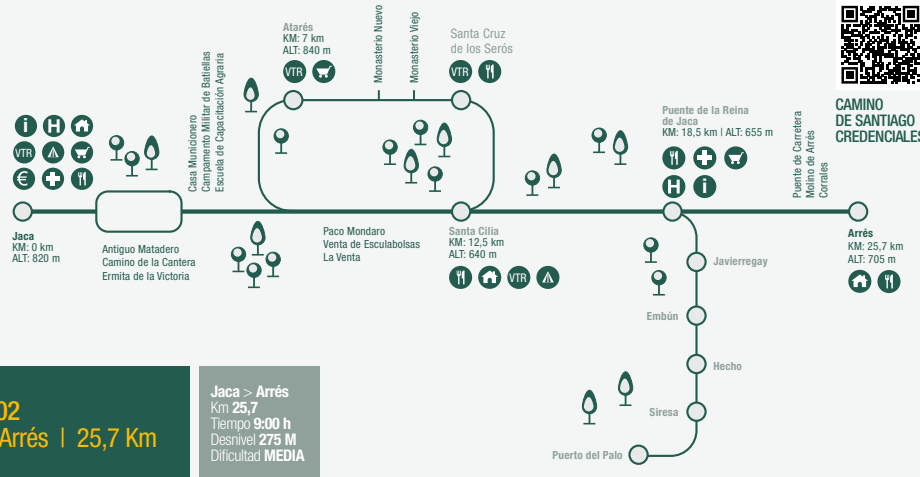 Atarés
KM: 7 km
ALT: 840 m
VTR
Monasterio Nuevo
Monasterio Viejo
Santa Cruz
de los Serós
VTR
CAMINO
DE SANTIAGO
CREDENCIALES
i H
VTR
€
Casa Municionero
Campamento Militar de Batiellas
Escuela de Capacitación Agraria
Puente de la Reina
de Jaca
KM: 18,5 km | ALT: 655 m
H i
Puente de Carretera
Molino de Arrés
Corrales
Jaca
KM: 0 km
ALT: 820 m
Antiguo Matadero
Camino de la Cantera
Ermita de la Victoria
Paco Mondaro
Venta de Esculabolsas
La Venta
Santa Cilia
KM: 12,5 km
ALT: 640 m
VTR
Arrés
KM: 25,7 km
ALT: 705 m
Javierregay
Embún
Hecho
Siresa
Puerto del Palo
02
Arrés | 25,7 Km
Jaca > Arrés
Km 25,7
Tiempo 9:00 h
Desnivel 275 M
Dificultad MEDIA